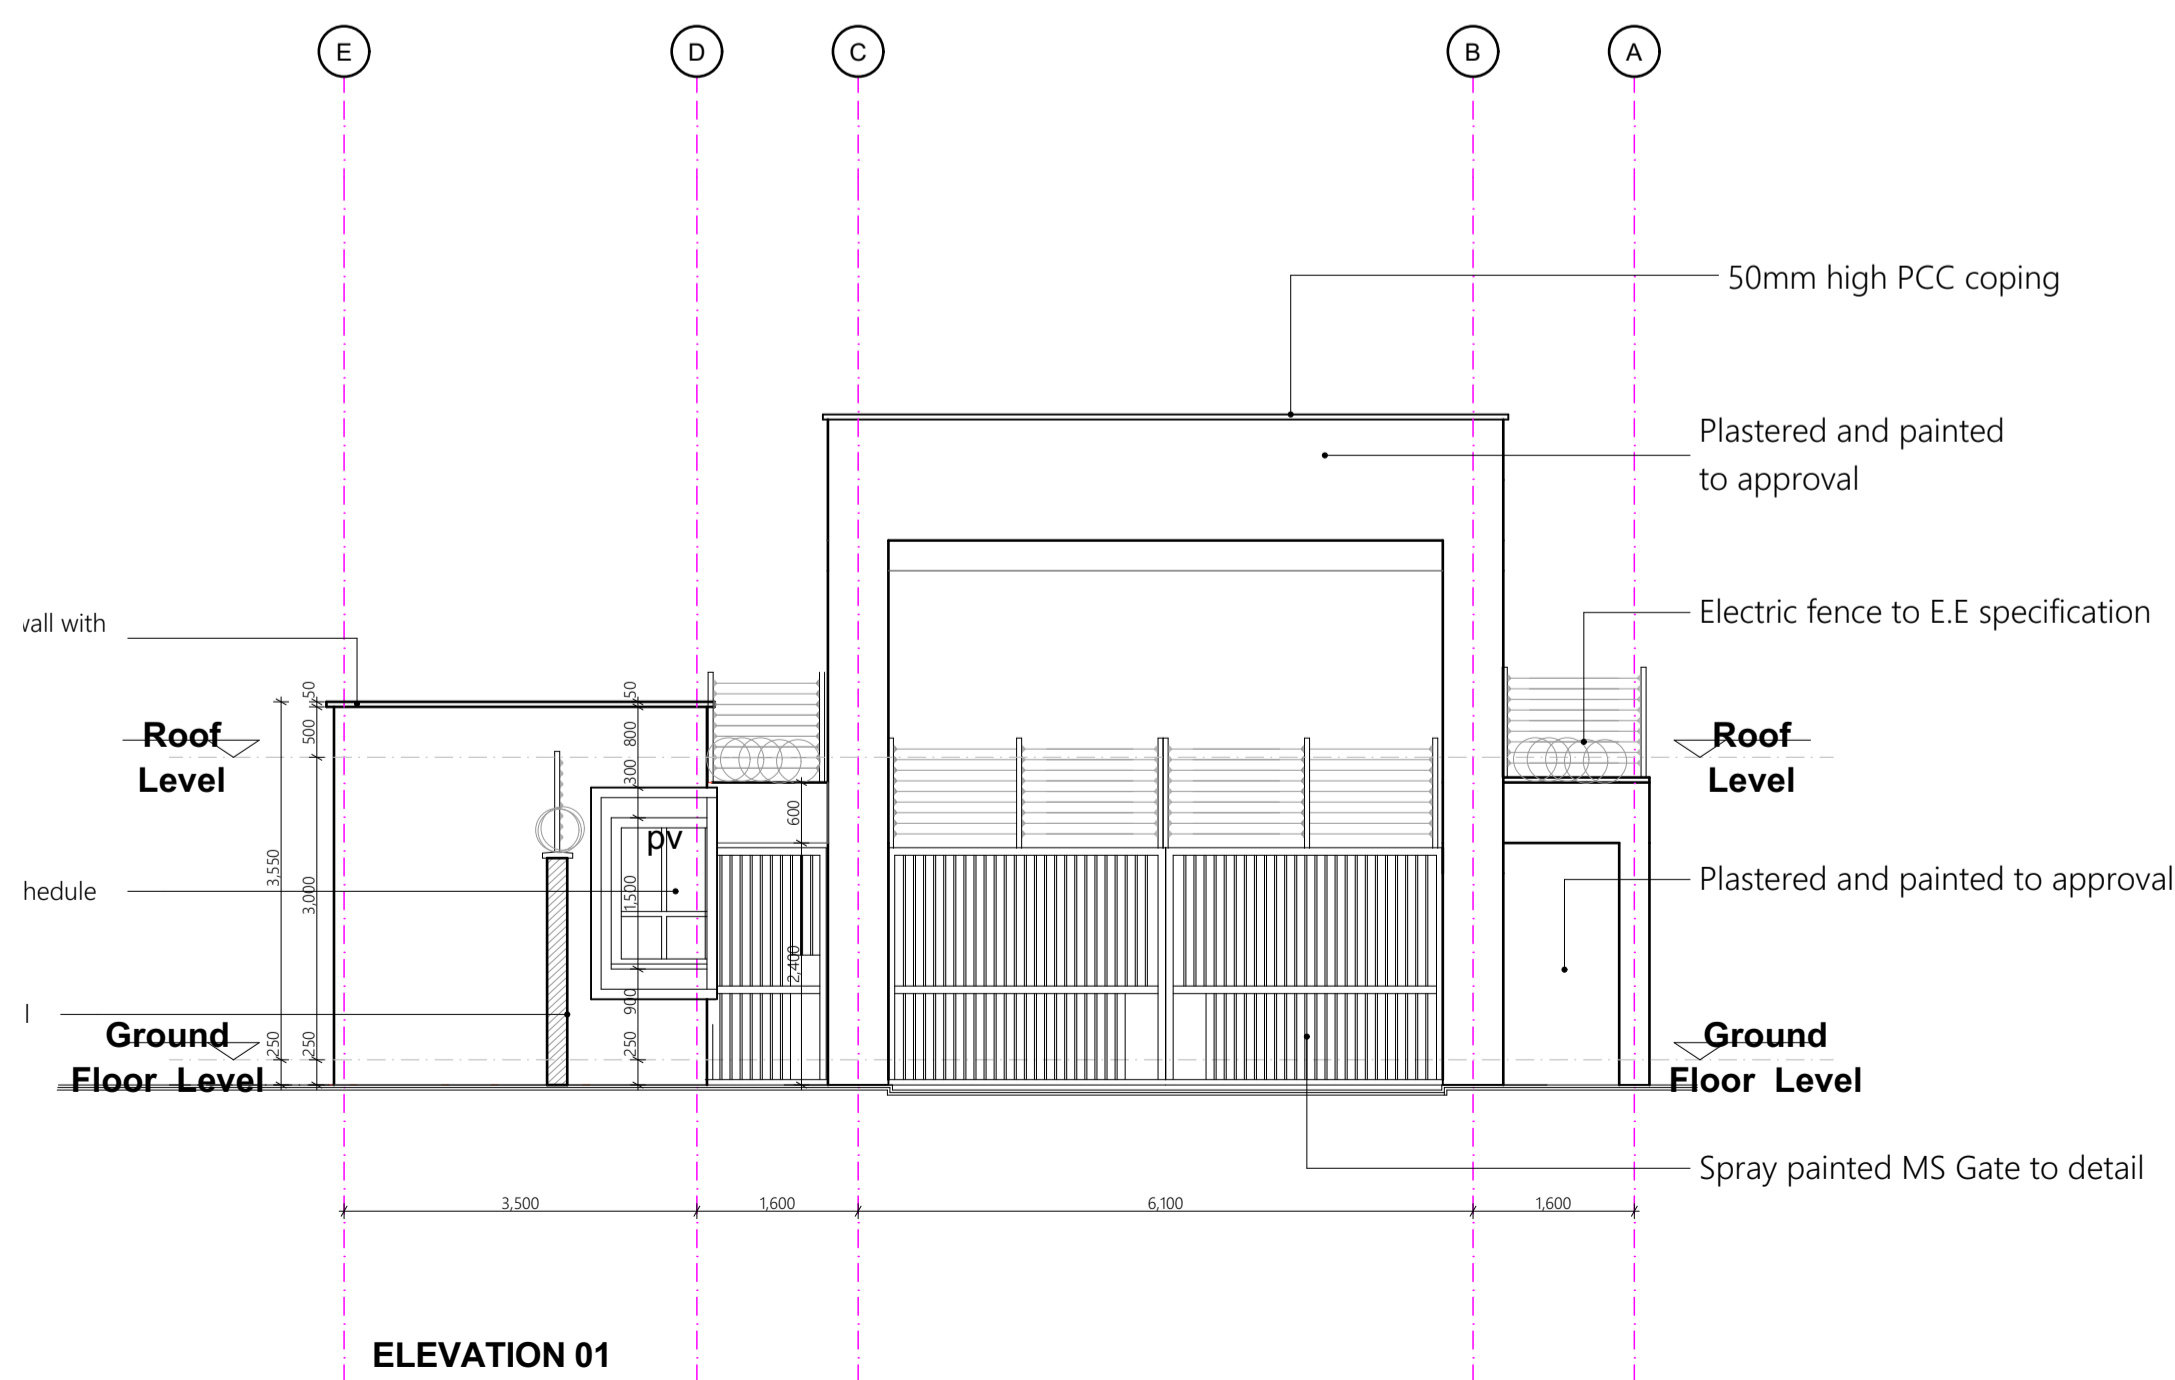 E
D
C
B
A
50mm high PCC coping
Plastered and painted
to approval
Electric fence to E.E specification
wall with
50
50
500
800
300
Roof
Level
Roof
Level
600
pv
3,550
3,000
1,500
2,400
hedule
Plastered and painted to approval
900
250
250
250
Ground
Floor Level
Ground
Floor Level
Spray painted MS Gate to detail
3,500
1,600
6,100
1,600
ELEVATION 01